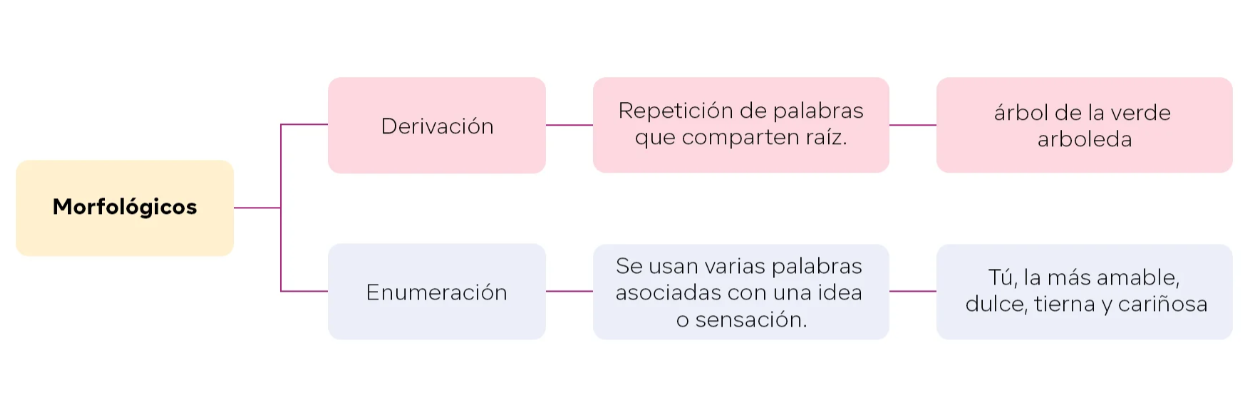 Morfológicos
Derivación
Repetición de palabras
que comparten raíz.
árbol de la verde
arboleda
Enumeración
Se usan varias palabras
asociadas con una idea
o sensación.
Tú, la más amable,
dulce, tierna y cariñosa